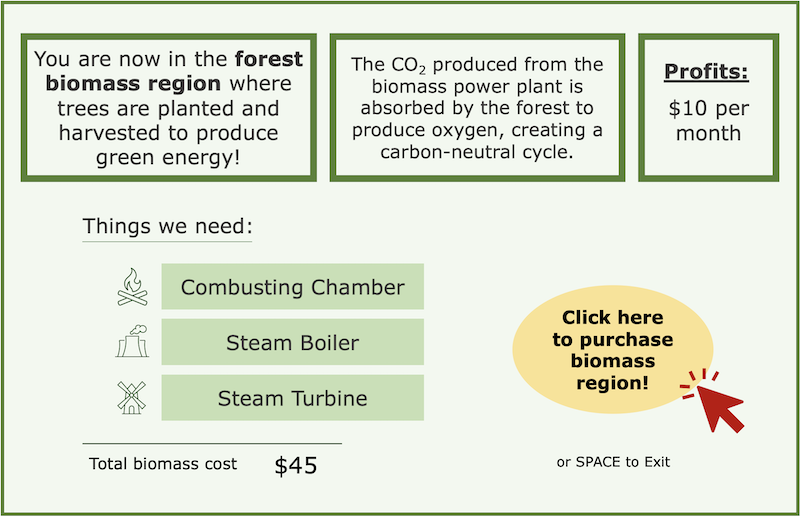 You are now in the forest
biomass region where
trees are planted and
harvested to produce
green energy!
The CO₂ produced from the
biomass power plant is
absorbed by the forest to
produce oxygen, creating a
carbon-neutral cycle.
Profits:
$10 per
month
Things we need:
Combusting Chamber
Steam Boiler
Steam Turbine
Total biomass cost $45
Click here
to purchase
biomass
region!
or SPACE to Exit